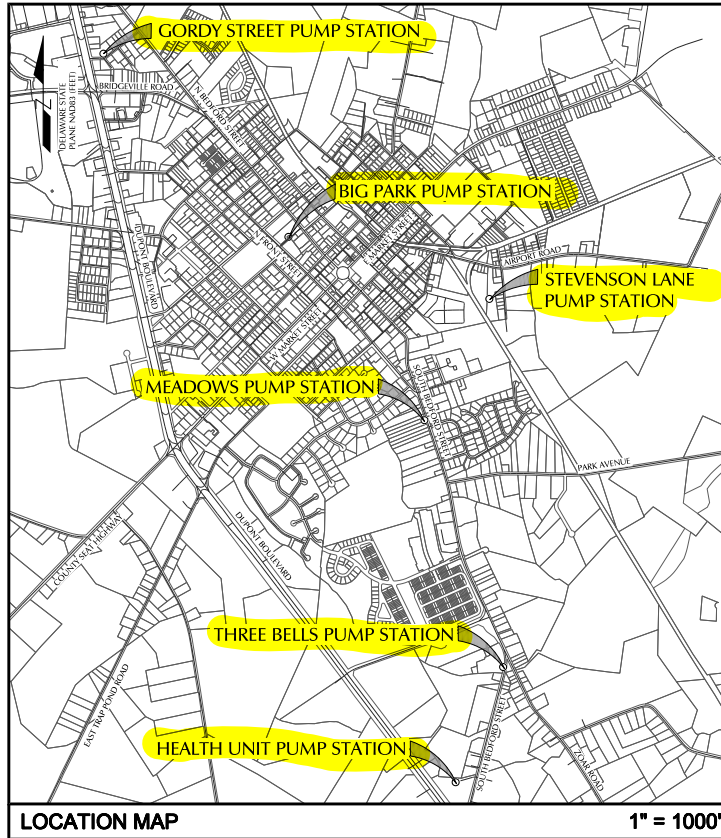 GORDY STREET PUMP STATION
BRIDGEVILLE ROAD
N BEDFORD STREET
DELAWARE STATE
PLANE NAD83 (FEET)
BIG PARK PUMP STATION
DUPONT BOULEVARD
N FRONT STREET
E MARKET STREET
AIRPORT ROAD
STEVENSON LANE
PUMP STATION
W MARKET STREET
MEADOWS PUMP STATION
SOUTH BEDFORD STREET
PARK AVENUE
COUNTY SEAT HIGHWAY
DUPONT BOULEVARD
THREE BELLS PUMP STATION
EAST TRAP POND ROAD
HEALTH UNIT PUMP STATION
SOUTH BEDFORD STREET
ZOAR ROAD
LOCATION MAP
1" = 1000'